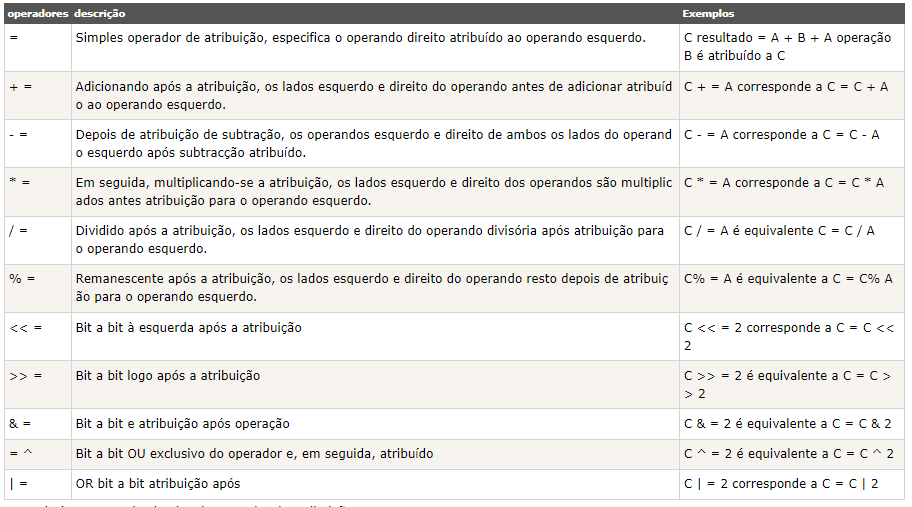 operadores descrição Exemplos
= Simples operador de atribuição, especifica o operando direito atribuído ao operando esquerdo. C resultado = A + B + A operação
B é atribuído a C
+ = Adicionando após a atribuição, os lados esquerdo e direito do operando antes de adicionar atribuíd C + = A corresponde a C = C + A
o ao operando esquerdo.
- = Depois de atribuição de subtração, os operandos esquerdo e direito de ambos os lados do operand C - = A corresponde a C = C - A
o esquerdo após subtracção atribuído.
* = Em seguida, multiplicando-se a atribuição, os lados esquerdo e direito dos operandos são multiplic C * = A corresponde a C = C * A
ados antes atribuição para o operando esquerdo.
/ = Dividido após a atribuição, os lados esquerdo e direito do operando divisória após atribuição para C / = A é equivalente C = C / A
o operando esquerdo.
% = Remanescente após a atribuição, os lados esquerdo e direito do operando resto depois de atribuiç C% = A é equivalente a C = C% A
ão para o operando esquerdo.
<< = Bit a bit à esquerda após a atribuição C << = 2 corresponde a C = C <<
2
>> = Bit a bit logo após a atribuição C >> = 2 é equivalente a C = C >
> 2
& = Bit a bit e atribuição após operação C & = 2 é equivalente a C = C & 2
= ^ Bit a bit OU exclusivo do operador e, em seguida, atribuído C ^ = 2 é equivalente a C = C ^ 2
| = OR bit a bit atribuição após C | = 2 corresponde a C = C | 2